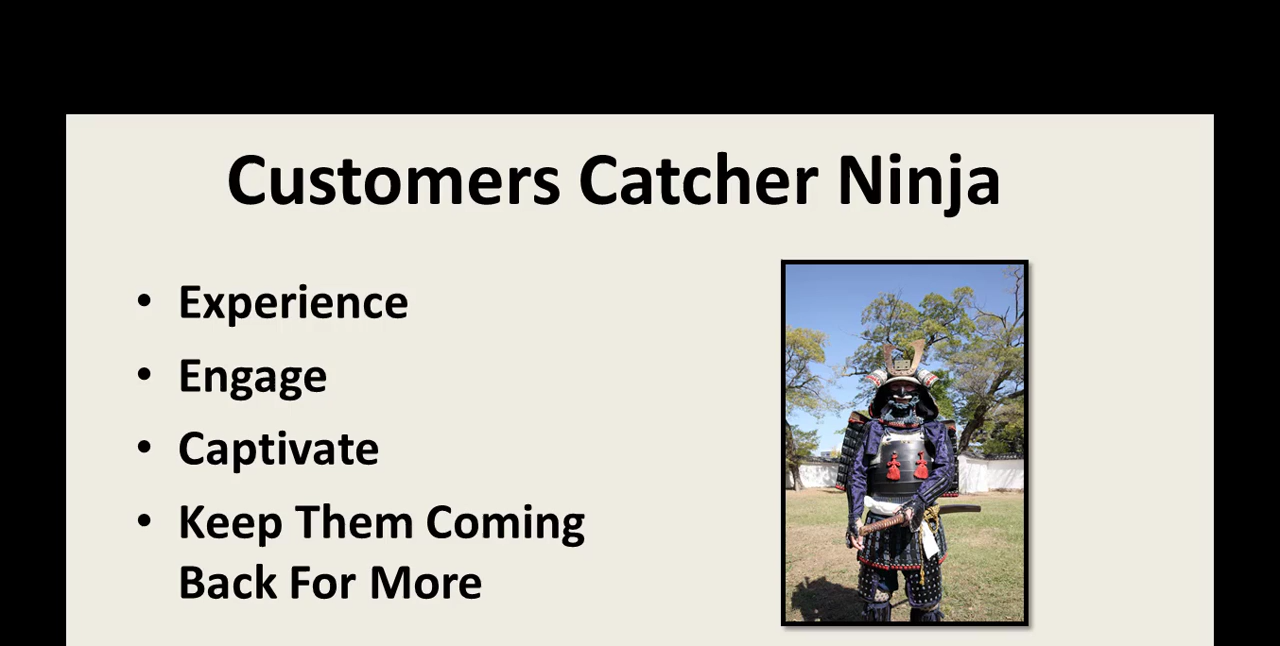 Customers Catcher Ninja
• Experience
• Engage
• Captivate
• Keep Them Coming
Back For More